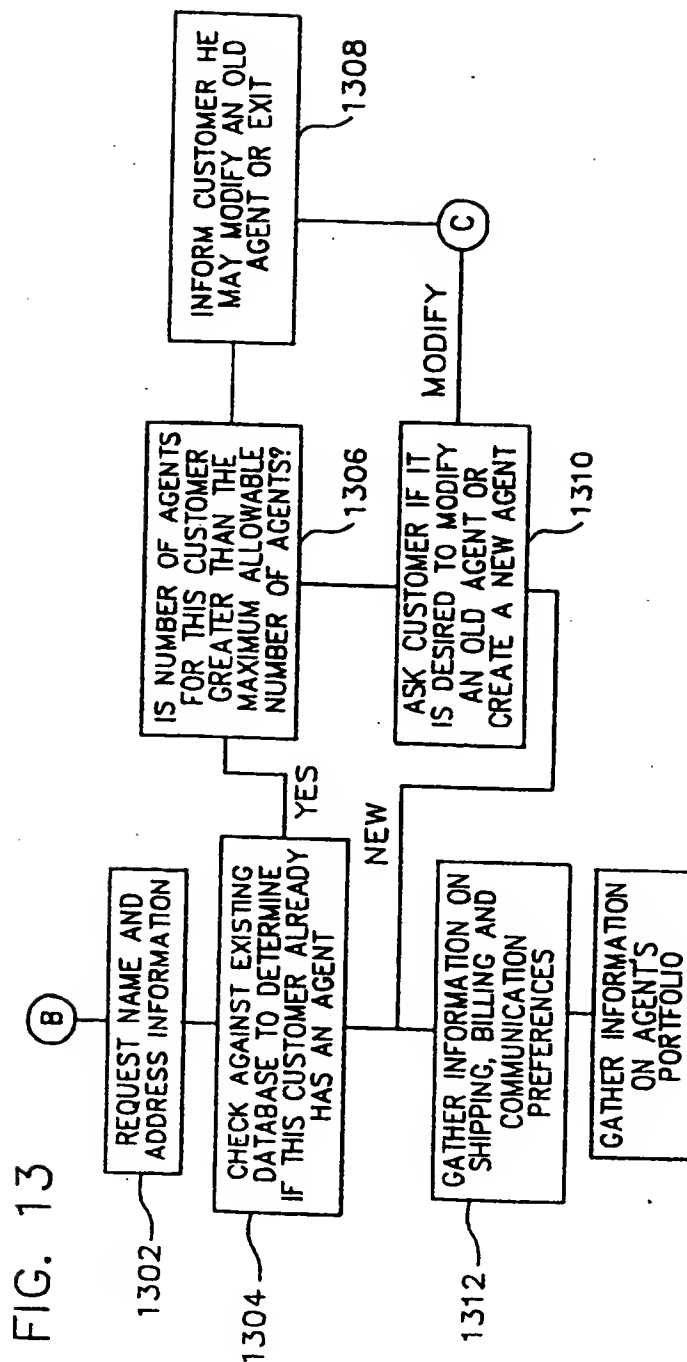 FIG. 13
B
REQUEST NAME AND
ADDRESS INFORMATION
1302
CHECK AGAINST EXISTING
DATABASE TO DETERMINE
IF THIS CUSTOMER ALREADY
HAS AN AGENT
1304
YES
IS NUMBER OF AGENTS
FOR THIS CUSTOMER
GREATER THAN THE
MAXIMUM ALLOWABLE
NUMBER OF AGENTS?
1306
INFORM CUSTOMER HE
MAY MODIFY AN OLD
AGENT OR EXIT
1308
ASK CUSTOMER IF IT
IS DESIRED TO MODIFY
AN OLD AGENT OR
CREATE A NEW AGENT
1310
MODIFY
C
NEW
GATHER INFORMATION ON
SHIPPING, BILLING AND
COMMUNICATION
PREFERENCES
1312
GATHER INFORMATION
ON AGENT'S
PORTFOLIO